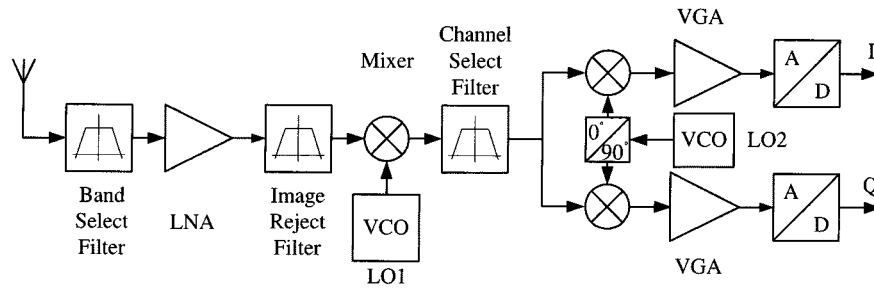 VGA
Channel
Select
Filter
Mixer
A
D
I
0°
90°
VCO
LO2
Band
Select
Filter
LNA
Image
Reject
Filter
VCO
LO1
A
D
Q
VGA